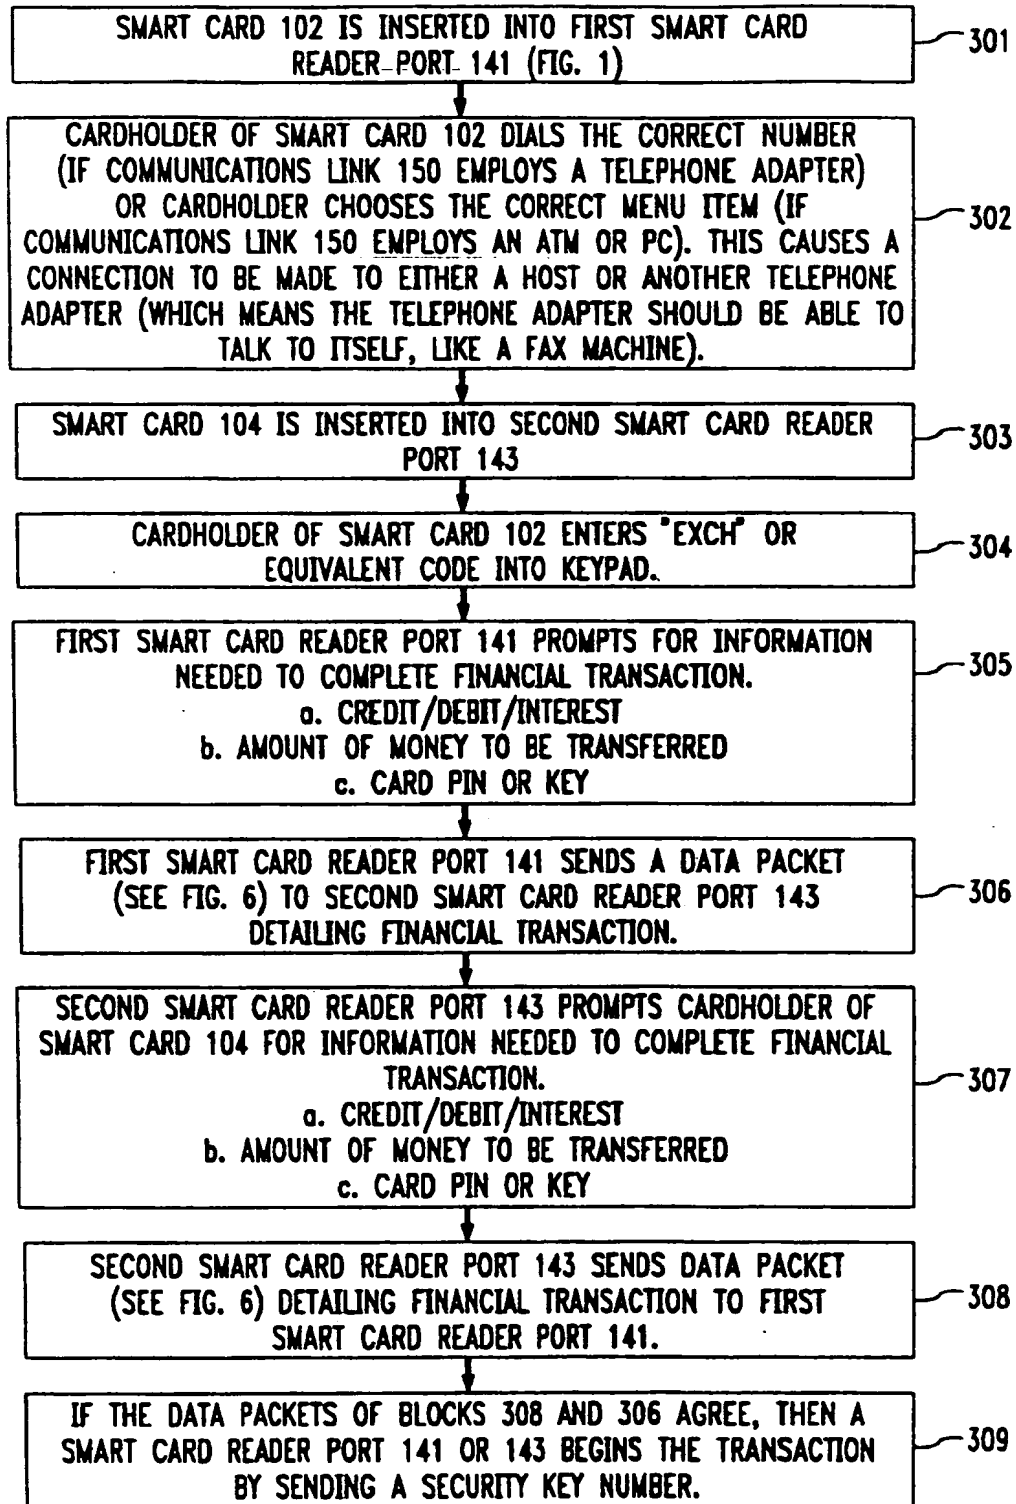 SMART CARD 102 IS INSERTED INTO FIRST SMART CARD
READER PORT 141 (FIG. 1)
301
CARDHOLDER OF SMART CARD 102 DIALS THE CORRECT NUMBER
(IF COMMUNICATIONS LINK 150 EMPLOYS A TELEPHONE ADAPTER)
OR CARDHOLDER CHOOSES THE CORRECT MENU ITEM (IF
COMMUNICATIONS LINK 150 EMPLOYS AN ATM OR PC). THIS CAUSES A
CONNECTION TO BE MADE TO EITHER A HOST OR ANOTHER TELEPHONE
ADAPTER (WHICH MEANS THE TELEPHONE ADAPTER SHOULD BE ABLE TO
TALK TO ITSELF, LIKE A FAX MACHINE).
302
SMART CARD 104 IS INSERTED INTO SECOND SMART CARD READER
PORT 143
303
CARDHOLDER OF SMART CARD 102 ENTERS "EXCH" OR
EQUIVALENT CODE INTO KEYPAD.
304
FIRST SMART CARD READER PORT 141 PROMPTS FOR INFORMATION
NEEDED TO COMPLETE FINANCIAL TRANSACTION.
a. CREDIT/DEBIT/INTEREST
b. AMOUNT OF MONEY TO BE TRANSFERRED
c. CARD PIN OR KEY
305
FIRST SMART CARD READER PORT 141 SENDS A DATA PACKET
(SEE FIG. 6) TO SECOND SMART CARD READER PORT 143
DETAILING FINANCIAL TRANSACTION.
306
SECOND SMART CARD READER PORT 143 PROMPTS CARDHOLDER OF
SMART CARD 104 FOR INFORMATION NEEDED TO COMPLETE FINANCIAL
TRANSACTION.
a. CREDIT/DEBIT/INTEREST
b. AMOUNT OF MONEY TO BE TRANSFERRED
c. CARD PIN OR KEY
307
SECOND SMART CARD READER PORT 143 SENDS DATA PACKET
(SEE FIG. 6) DETAILING FINANCIAL TRANSACTION TO FIRST
SMART CARD READER PORT 141.
308
IF THE DATA PACKETS OF BLOCKS 308 AND 306 AGREE, THEN A
SMART CARD READER PORT 141 OR 143 BEGINS THE TRANSACTION
BY SENDING A SECURITY KEY NUMBER.
309